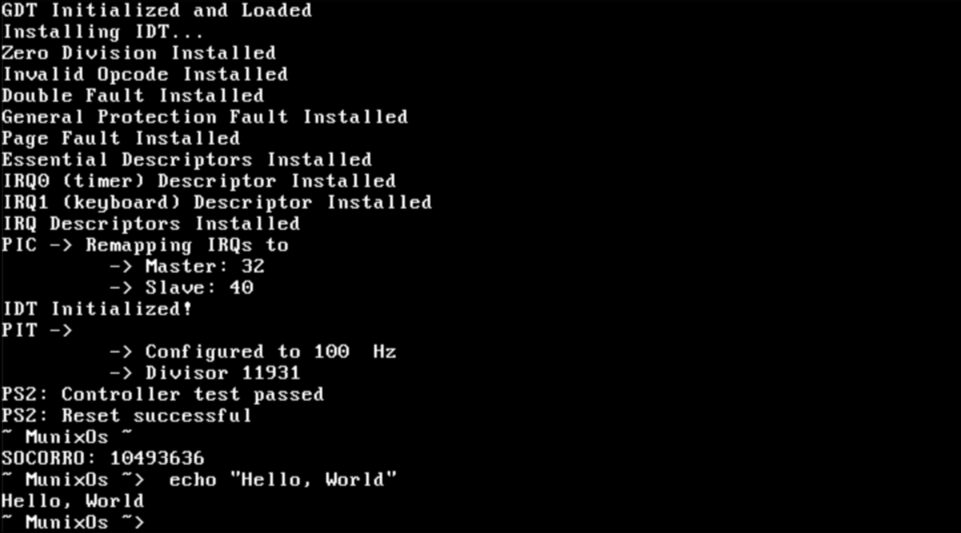 GDT Initialized and Loaded
Installing IDT...
Zero Division Installed
Invalid Opcode Installed
Double Fault Installed
General Protection Fault Installed
Page Fault Installed
Essential Descriptors Installed
IRQ0 (timer) Descriptor Installed
IRQ1 (keyboard) Descriptor Installed
IRQ Descriptors Installed
PIC -> Remapping IRQs to
-> Master: 32
-> Slave: 40
IDT Initialized!
PIT ->
-> Configured to 100  Hz
-> Divisor 11931
PS2: Controller test passed
PS2: Reset successful
~ MunixOs ~
SOCORRO: 10493636
~ MunixOs ~>  echo "Hello, World"
Hello, World
~ MunixOs ~>